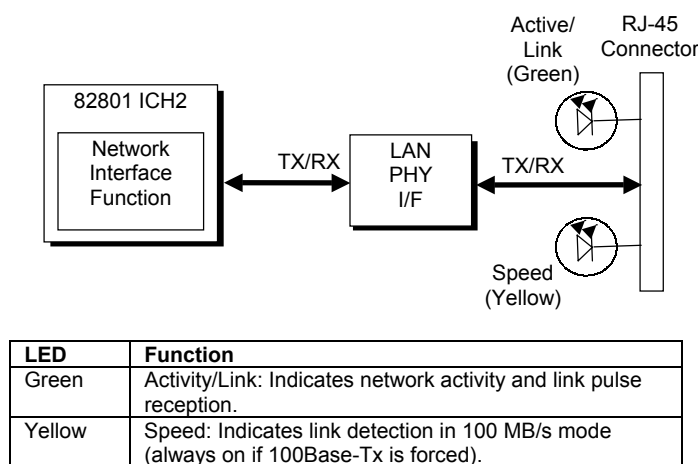 Active/
Link
(Green)
RJ-45
Connector
82801 ICH2
Network
Interface
Function
TX/RX
LAN
PHY
I/F
TX/RX
Speed
(Yellow)
LED Function
Green Activity/Link: Indicates network activity and link pulse
reception.
Yellow Speed: Indicates link detection in 100 MB/s mode
(always on if 100Base-Tx is forced).